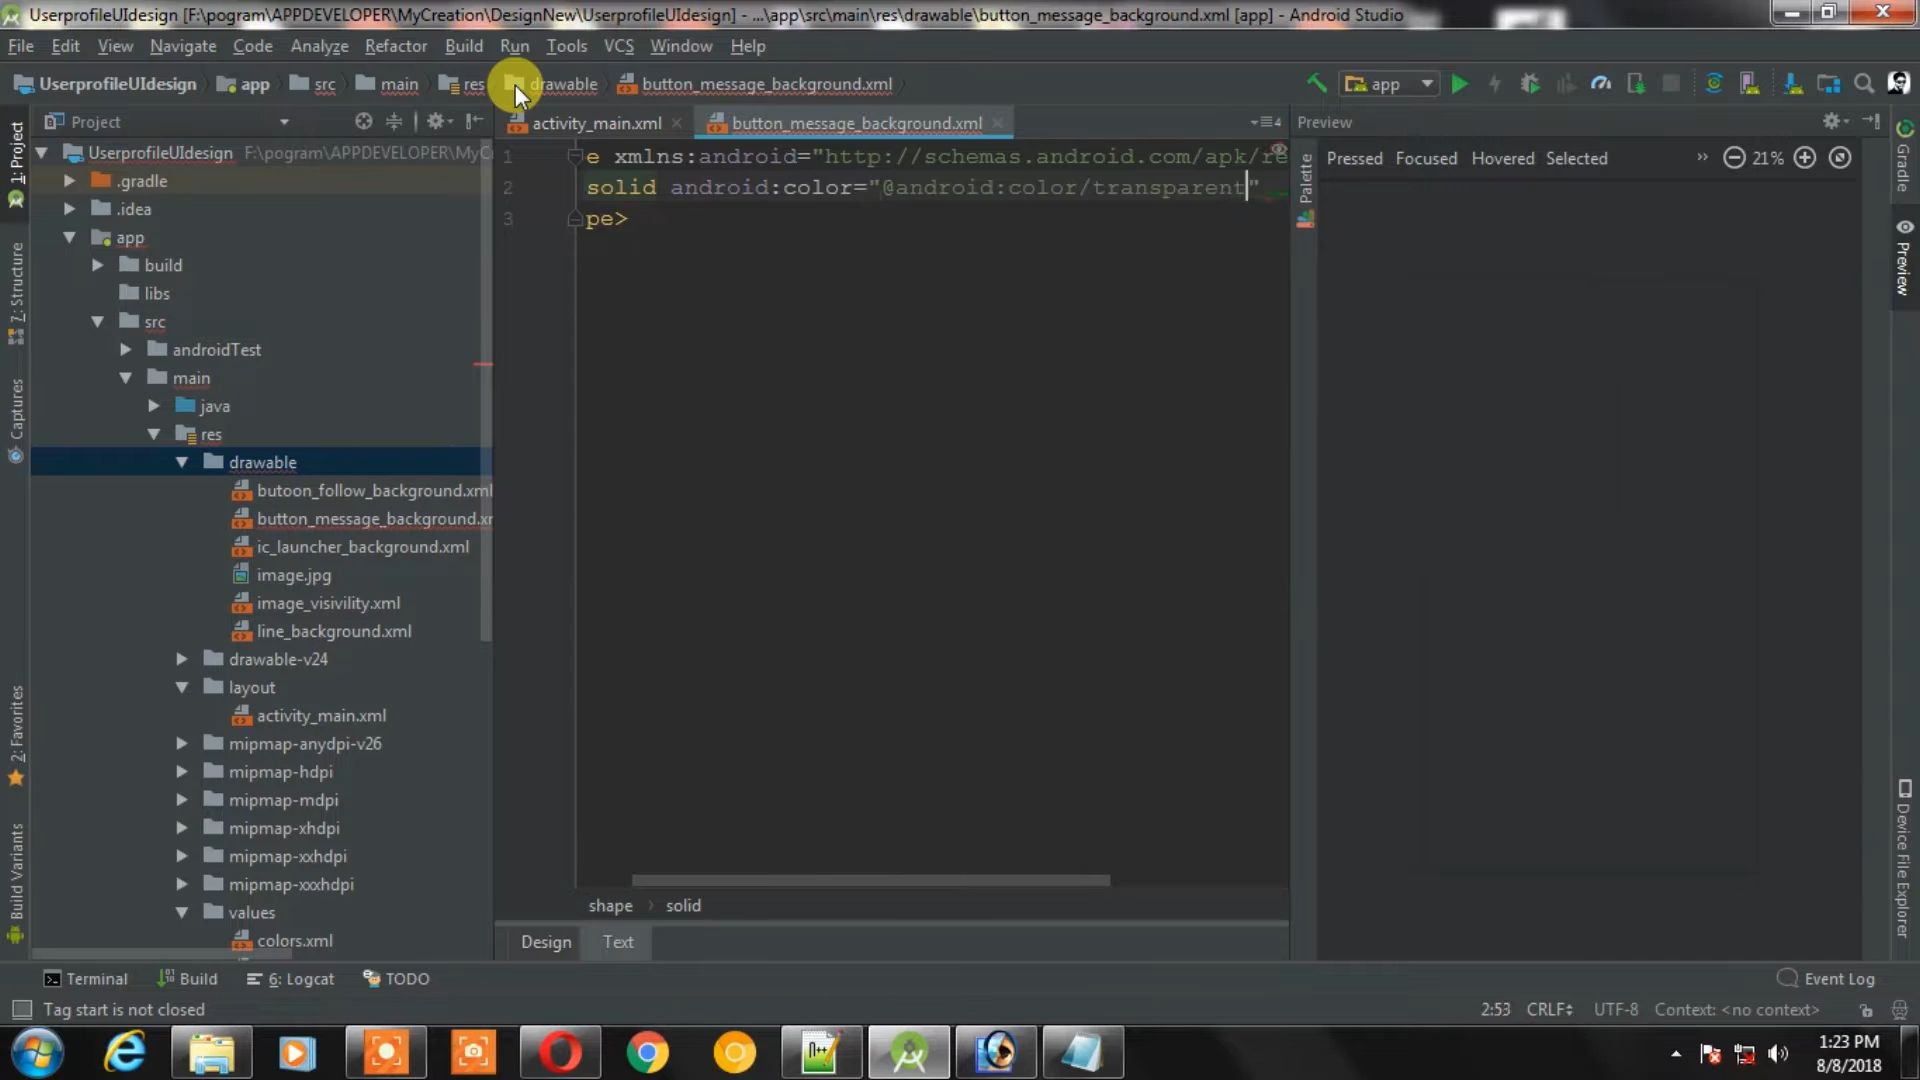 UserprofileUIdesign [F:\pogram\APPDEVELOPER\MyCreation\DesignNew\UserprofileUIdesign] - ...\app\src\main\res\drawable\button_message_background.xml [app] - Android Studio
File Edit View Navigate Code Analyze Refactor Build Run Tools VCS Window Help
UserprofileUIdesign app src main res drawable button_message_background.xml app
Project activity_main.xml button_message_background.xml 4 Preview
UserprofileUIdesign F:\pogram\APPDEVELOPER\MyC
.gradle
.idea
app
build
libs
src
androidTest
main
java
res
drawable
butoon_follow_background.xml
button_message_background.xm
ic_launcher_background.xml
image.jpg
image_visivility.xml
line_background.xml
drawable-v24
layout
activity_main.xml
mipmap-anydpi-v26
mipmap-hdpi
mipmap-mdpi
mipmap-xhdpi
mipmap-xxhdpi
mipmap-xxxhdpi
values
colors.xml
1 e xmlns:android="http://schemas.android.com/apk/re
2 solid android:color="@android:color/transparent"
3 pe>
shape solid
Design Text
Palette
Pressed Focused Hovered Selected 21%
1: Project
7: Structure
Captures
2: Favorites
Build Variants
Gradle
Preview
Device File Explorer
Terminal Build 6: Logcat TODO Event Log
Tag start is not closed 2:53 CRLF UTF-8 Context: <no context>
N++
1:23 PM
8/8/2018